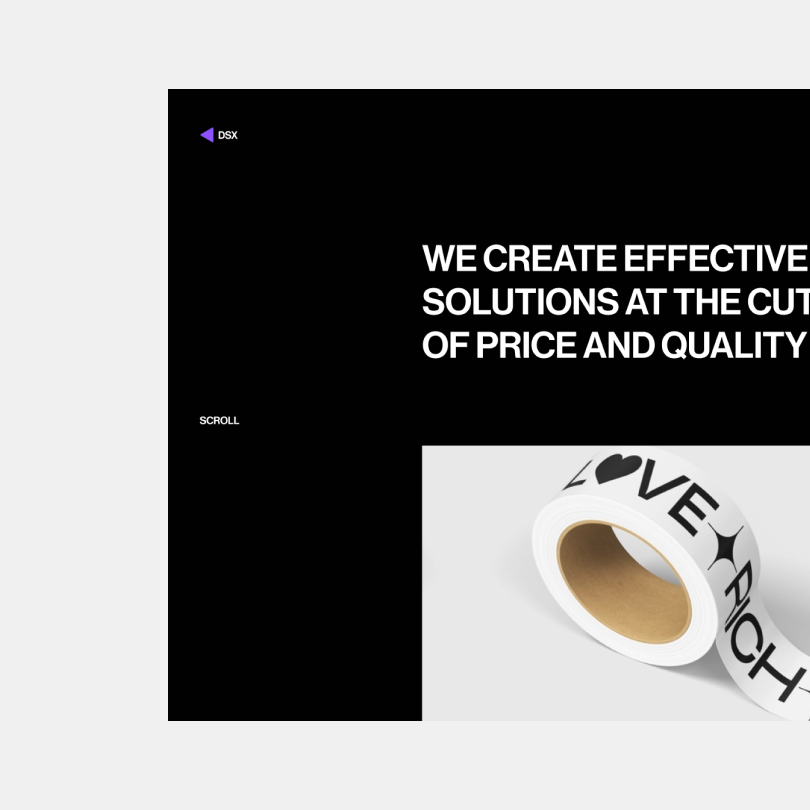 DSX
WE CREATE EFFECTIVE
SOLUTIONS AT THE CUT
OF PRICE AND QUALITY
SCROLL
L♥VE✦RICH